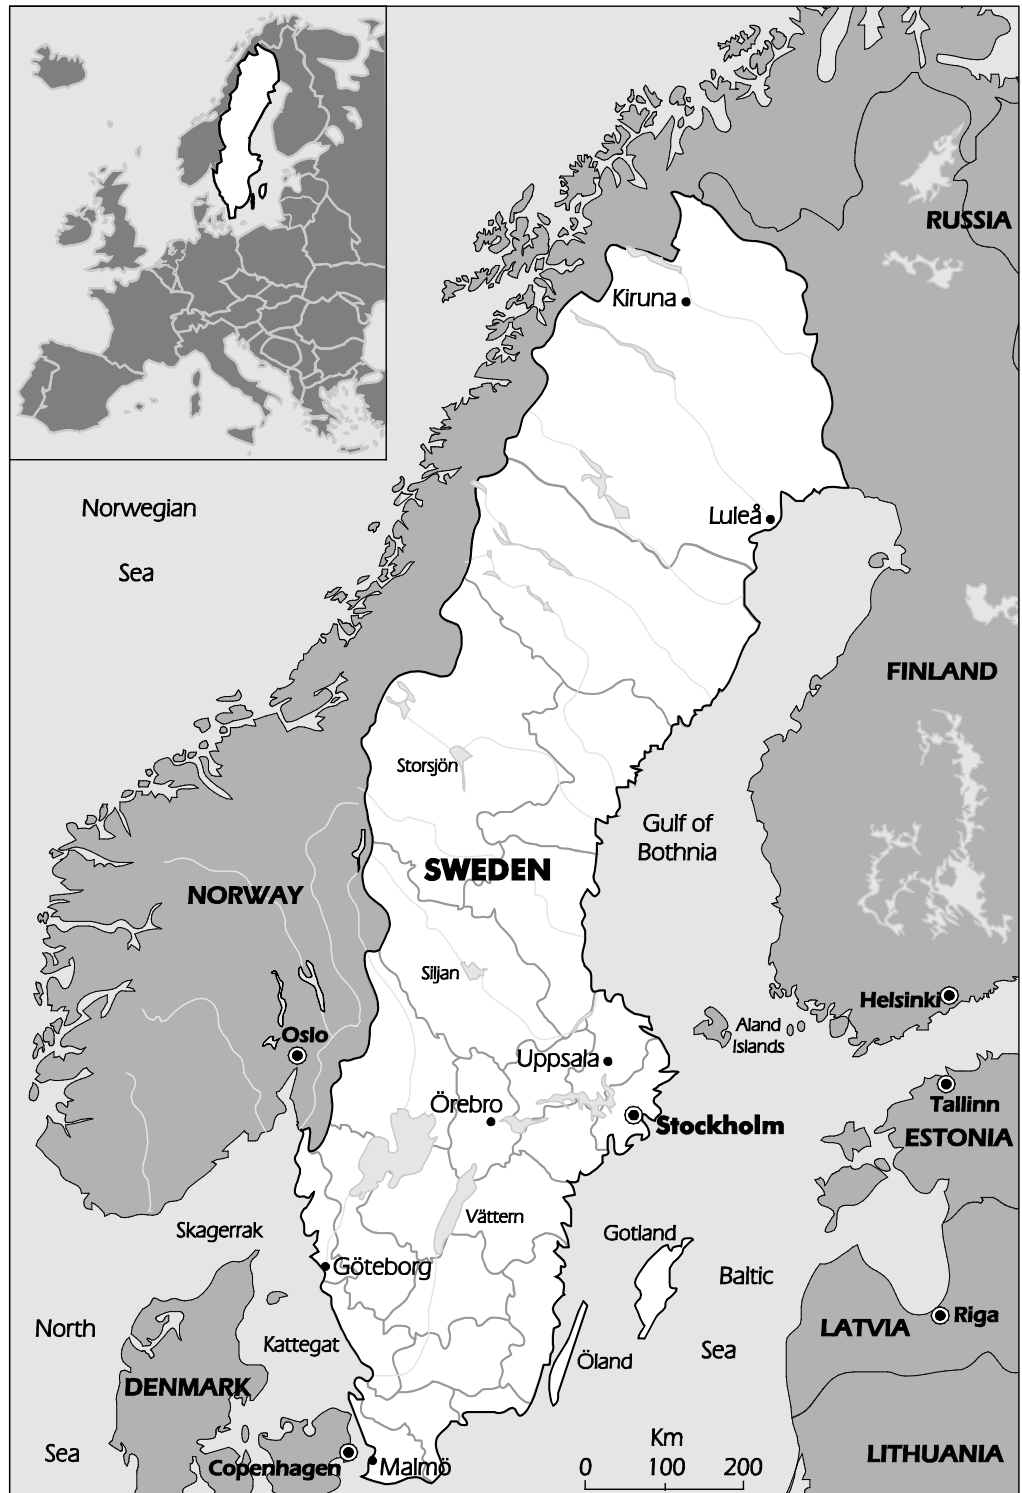 RUSSIA
Kiruna
Norwegian
Sea
Luleå
FINLAND
Storsjön
Gulf of
Bothnia
SWEDEN
NORWAY
Siljan
Helsinki
Aland
Islands
Oslo
Uppsala
Örebro
Tallinn
Stockholm
ESTONIA
Vättern
Skagerrak
Gotland
Göteborg
Baltic
Sea
North
Sea
Kattegat
Riga
LATVIA
Öland
DENMARK
Km
0 100 200
LITHUANIA
Copenhagen
Malmö